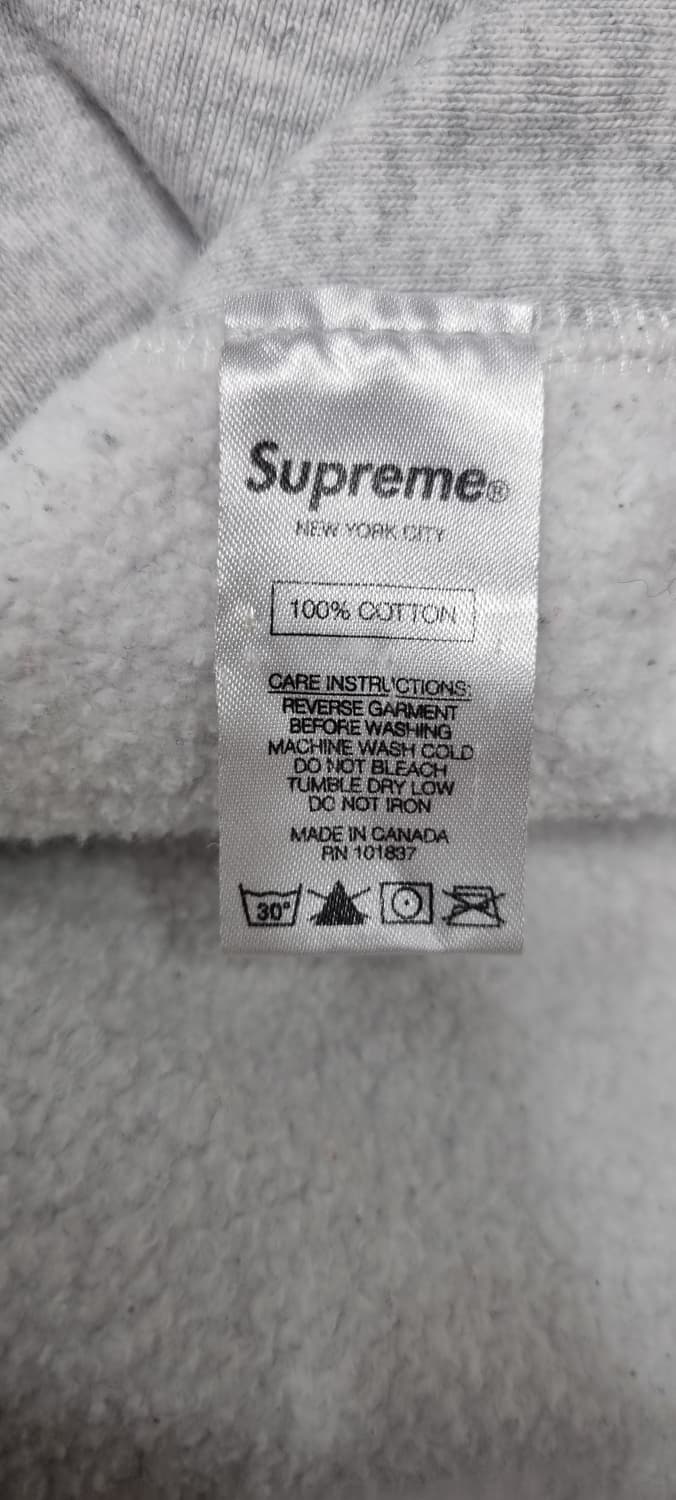 Supreme®
NEW YORK CITY
100% COTTON
CARE INSTRUCTIONS:
REVERSE GARMENT
BEFORE WASHING
MACHINE WASH COLD
DO NOT BLEACH
TUMBLE DRY LOW
DO NOT IRON
MADE IN CANADA
RN 101837
30°